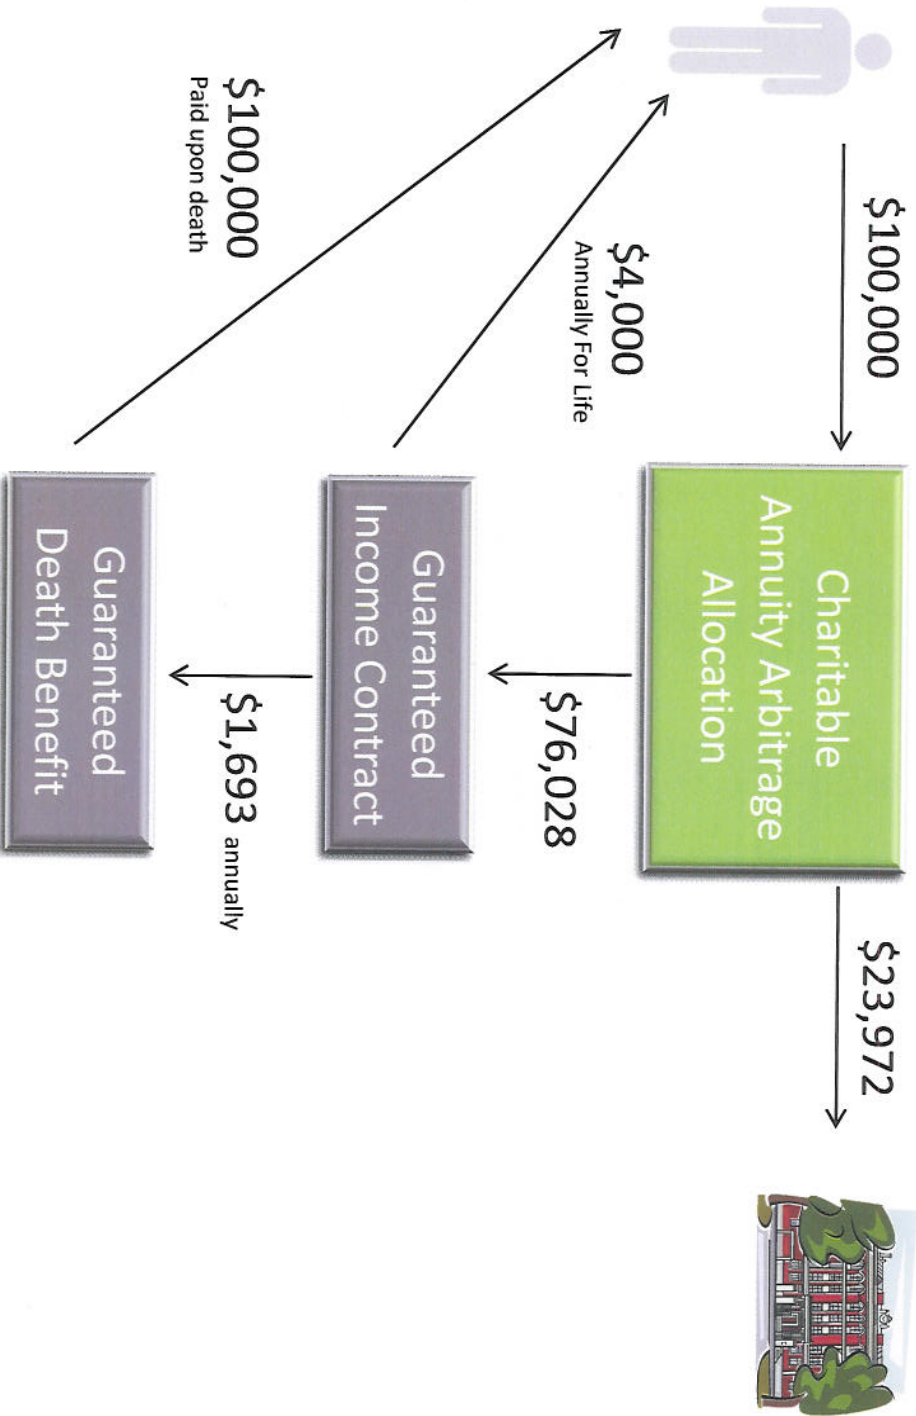 $100,000
Charitable
Annuity Arbitrage
Allocation
$23,972
$4,000
Annually For Life
$76,028
Guaranteed
Income Contract
$100,000
Paid upon death
$1,693 annually
Guaranteed
Death Benefit